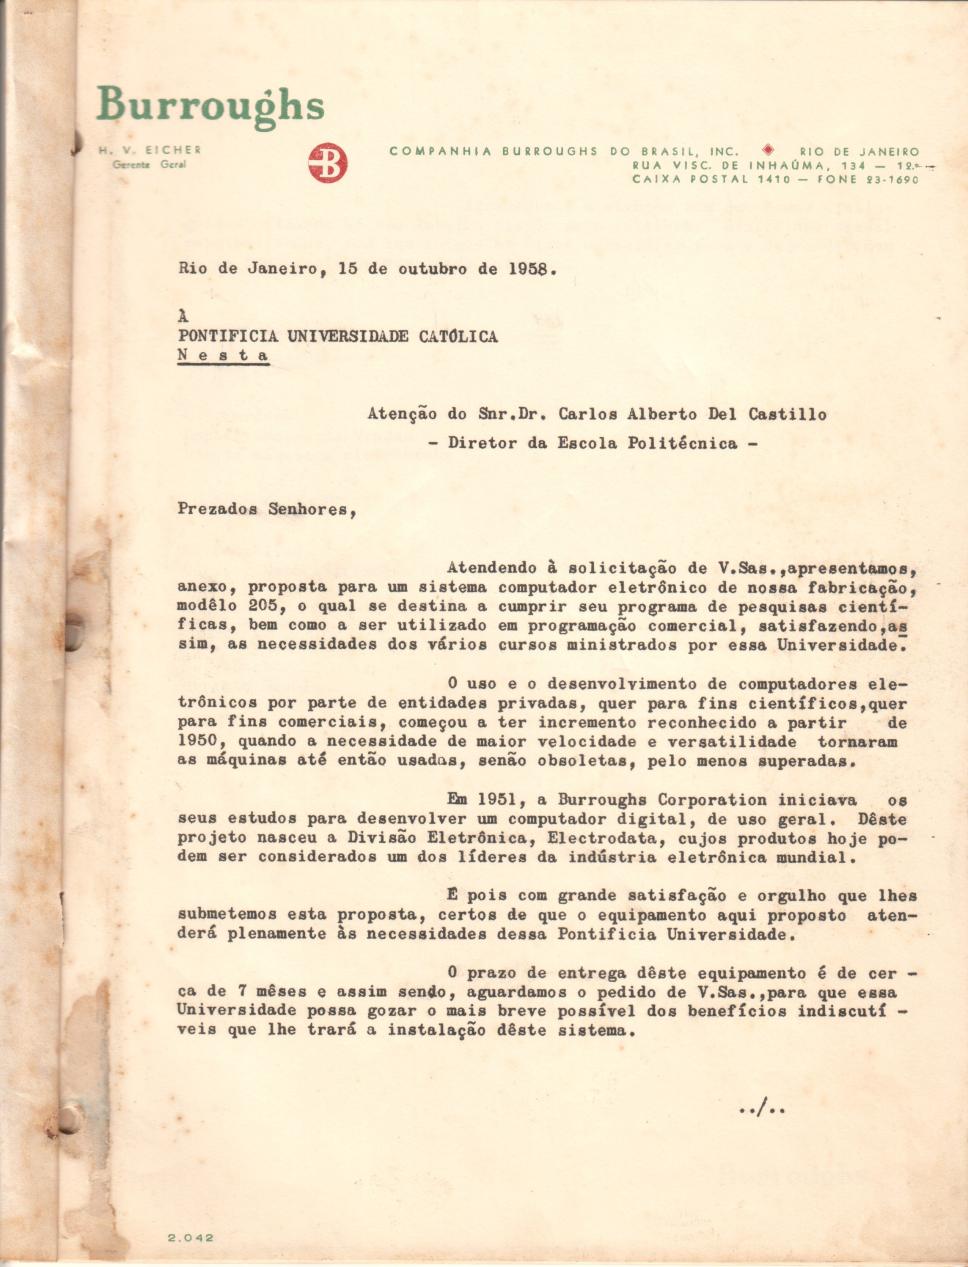 Burroughs
H. V. EICHER
Gerente Geral
B
COMPANHIA BURROUGHS DO BRASIL, INC. RIO DE JANEIRO
RUA VISC. DE INHAÚMA, 134 — 12.º
CAIXA POSTAL 1410 — FONE 23-1690
Rio de Janeiro, 15 de outubro de 1958.
À
PONTIFICIA UNIVERSIDADE CATÓLICA
N e s t a
Atenção do Snr.Dr. Carlos Alberto Del Castillo
- Diretor da Escola Politécnica -
Prezados Senhores,
Atendendo à solicitação de V.Sas.,apresentamos,
anexo, proposta para um sistema computador eletrônico de nossa fabricação,
modêlo 205, o qual se destina a cumprir seu programa de pesquisas cientí-
ficas, bem como a ser utilizado em programação comercial, satisfazendo,as
sim, as necessidades dos vários cursos ministrados por essa Universidade.
O uso e o desenvolvimento de computadores ele-
trônicos por parte de entidades privadas, quer para fins científicos,quer
para fins comerciais, começou a ter incremento reconhecido a partir de
1950, quando a necessidade de maior velocidade e versatilidade tornaram
as máquinas até então usadas, senão obsoletas, pelo menos superadas.
Em 1951, a Burroughs Corporation iniciava os
seus estudos para desenvolver um computador digital, de uso geral. Dêste
projeto nasceu a Divisão Eletrônica, Electrodata, cujos produtos hoje po-
dem ser considerados um dos líderes da indústria eletrônica mundial.
É pois com grande satisfação e orgulho que lhes
submetemos esta proposta, certos de que o equipamento aqui proposto aten-
derá plenamente às necessidades dessa Pontificia Universidade.
O prazo de entrega dêste equipamento é de cer -
ca de 7 mêses e assim sendo, aguardamos o pedido de V.Sas.,para que essa
Universidade possa gozar o mais breve possível dos benefícios indiscutí -
veis que lhe trará a instalação dêste sistema.
../..
2.042